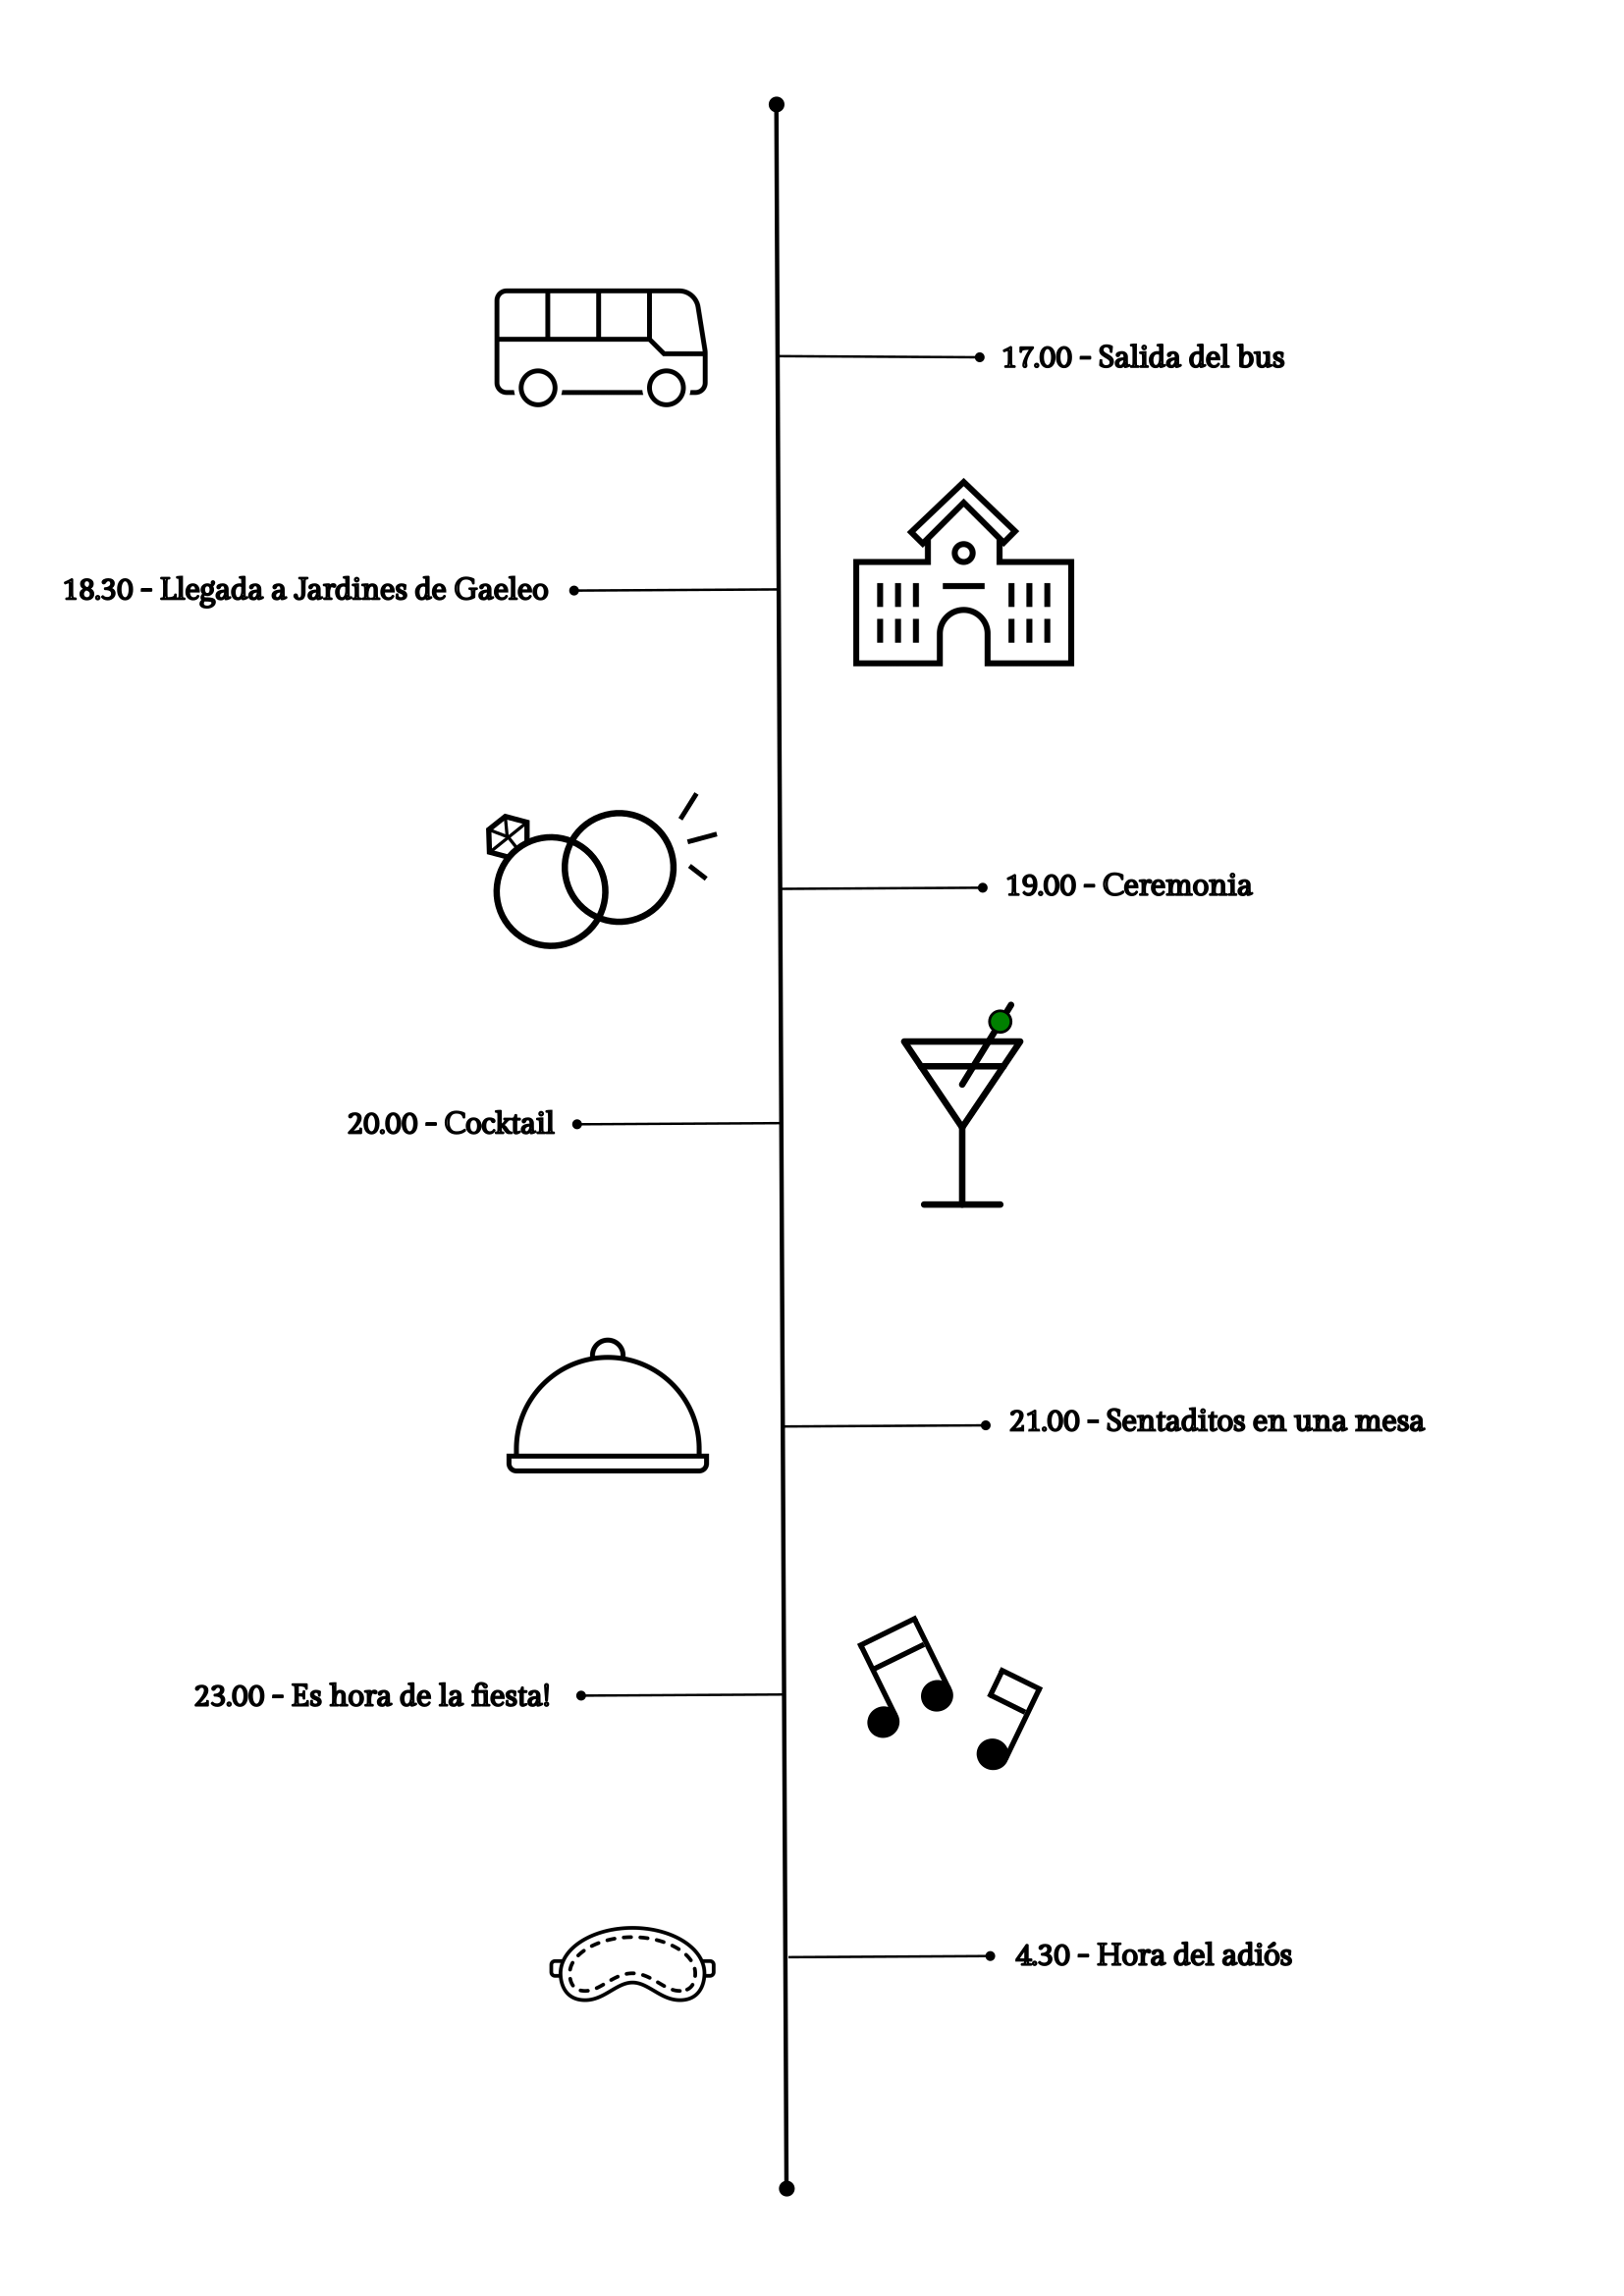 17.00 - Salida del bus
18.30 - Llegada a Jardines de Gaeleo
19.00 - Ceremonia
20.00 - Cocktail
21.00 - Sentaditos en una mesa
23.00 - Es hora de la fiesta!
4.30 - Hora del adiós